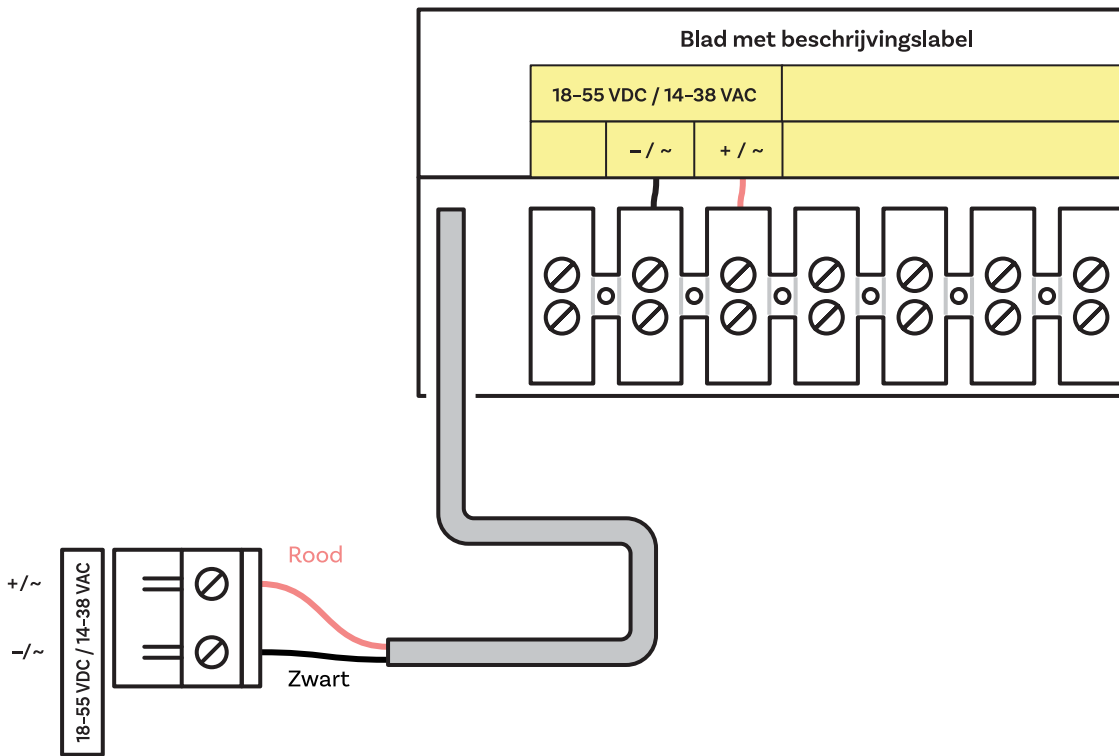 Blad met beschrijvingslabel
18–55 VDC / 14–38 VAC
– / ~
+ / ~
Rood
+/~
–/~
18–55 VDC / 14–38 VAC
Zwart